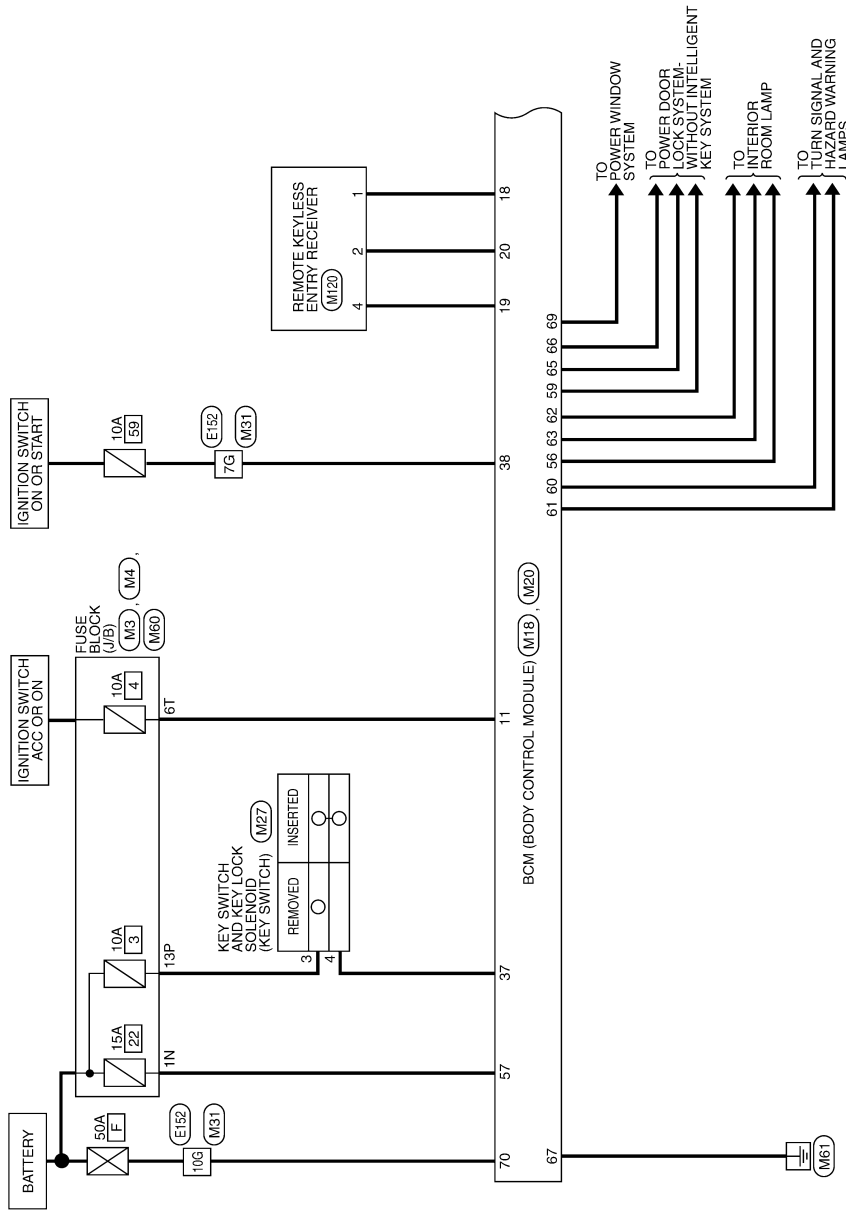 BATTERY
50A
F
E152
10G
M31
70
15A
22
1N
57
10A
3
13P
KEY SWITCH
AND KEY LOCK
SOLENOID
(KEY SWITCH)
M27
REMOVED
INSERTED
3
4
37
IGNITION SWITCH
ACC OR ON
10A
4
6T
11
FUSE
BLOCK
(J/B)
M3 , M4 ,
M60
IGNITION SWITCH
ON OR START
10A
59
E152
7G
M31
38
REMOTE KEYLESS
ENTRY RECEIVER
M120
4
2
1
19
20
18
BCM (BODY CONTROL MODULE) M18 , M20
67
M61
61
60
56
63
62
59
65
66
69
TO
POWER WINDOW
SYSTEM
TO
POWER DOOR
LOCK SYSTEM-
WITHOUT INTELLIGENT
KEY SYSTEM
TO
INTERIOR
ROOM LAMP
TO
TURN SIGNAL AND
HAZARD WARNING
LAMPS